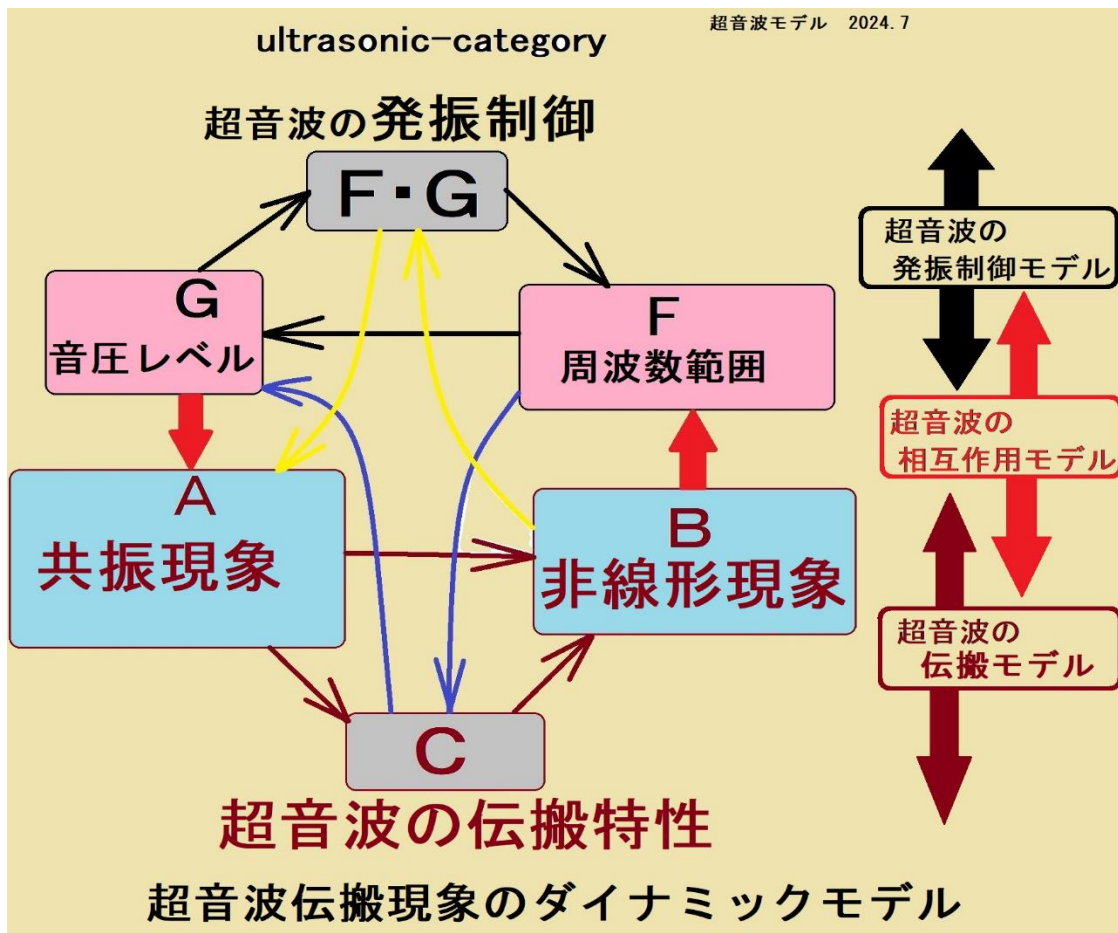 超音波モデル 2024.7
ultrasonic-category
超音波の発振制御
F・G
G
音圧レベル
F
周波数範囲
A
共振現象
B
非線形現象
C
超音波の伝搬特性
超音波伝搬現象のダイナミックモデル
超音波の
発振制御モデル
超音波の
相互作用モデル
超音波の
伝搬モデル